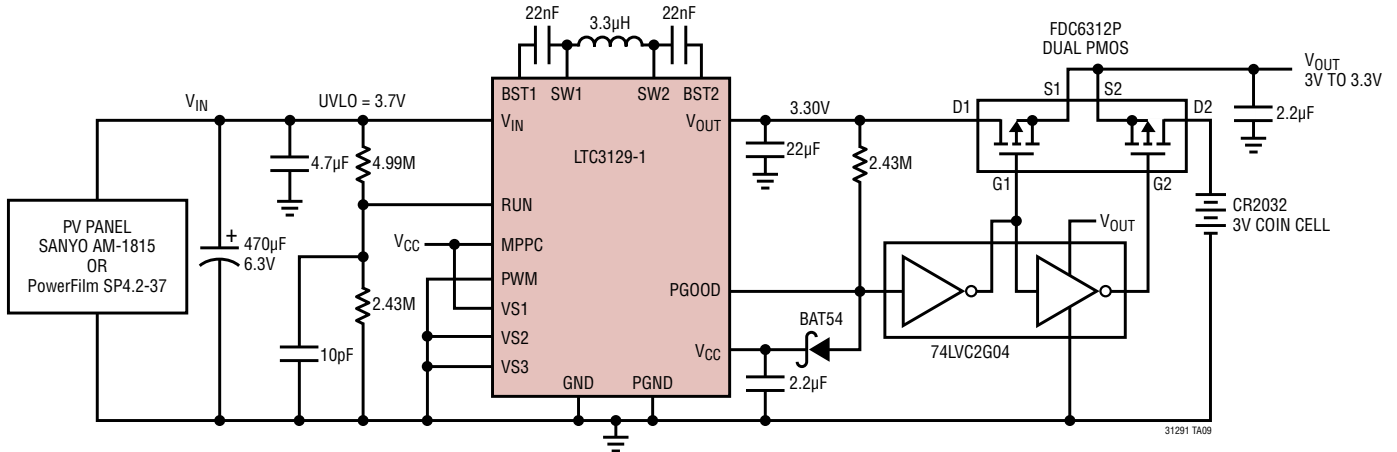 22nF
3.3µH
22nF
FDC6312P
DUAL PMOS
VOUT
3V TO 3.3V
VIN
UVLO = 3.7V
BST1
SW1
SW2
BST2
VIN
VOUT
3.30V
D1
S1
S2
D2
2.2µF
LTC3129-1
4.7µF
4.99M
22µF
2.43M
G1
G2
RUN
CR2032
3V COIN CELL
PV PANEL
SANYO AM-1815
OR
PowerFilm SP4.2-37
+
470µF
6.3V
VCC
MPPC
VOUT
PWM
PGOOD
2.43M
VS1
BAT54
VS2
VCC
74LVC2G04
10pF
VS3
2.2µF
GND
PGND
31291 TA09